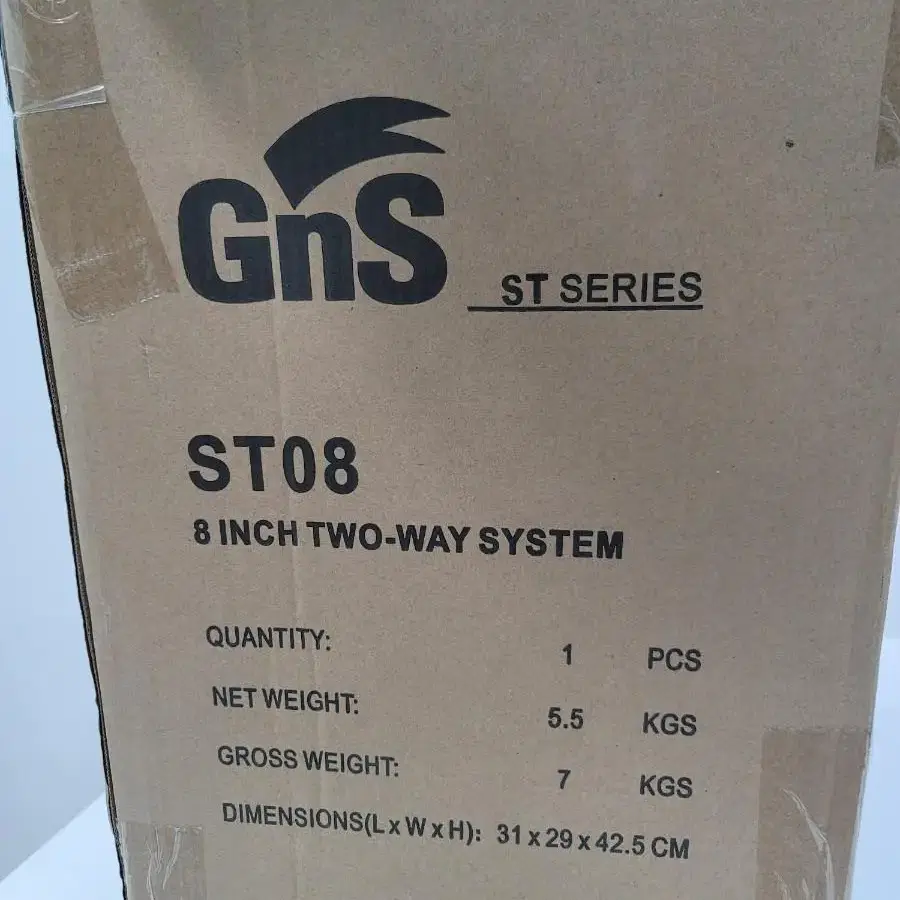 GnS
ST SERIES
ST08
8 INCH TWO-WAY SYSTEM
QUANTITY: 1 PCS
NET WEIGHT: 5.5 KGS
GROSS WEIGHT: 7 KGS
DIMENSIONS(L x W x H): 31 x 29 x 42.5 CM